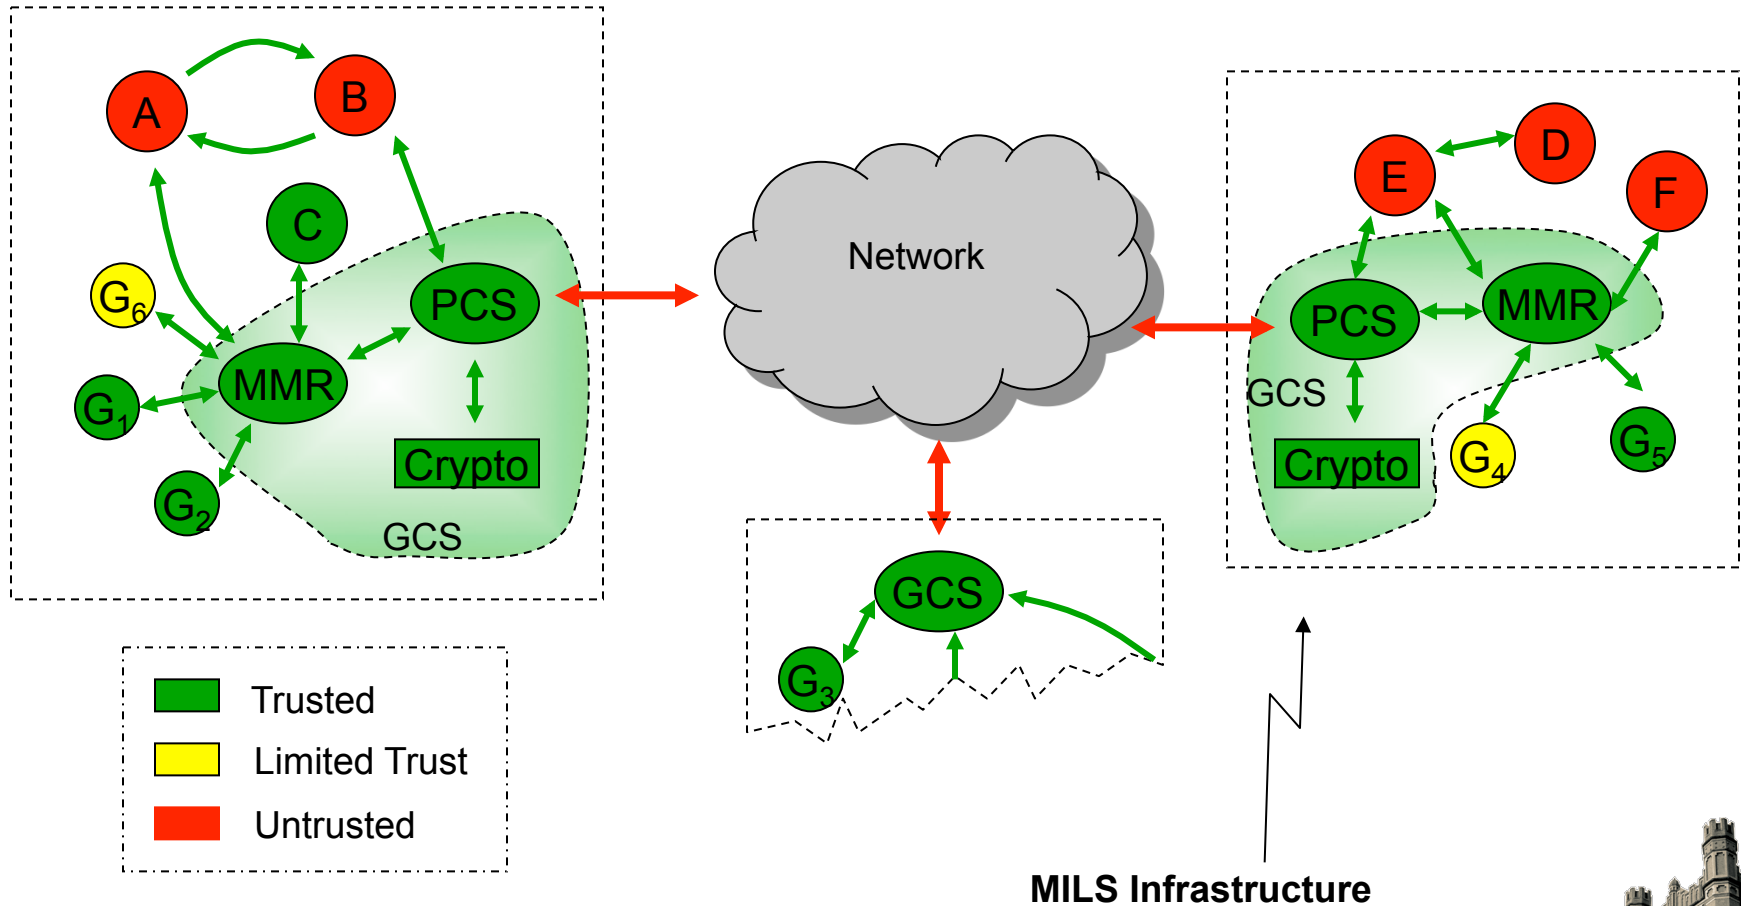 A
B
C
G6
PCS
MMR
G1
G2
Crypto
GCS
Network
E
D
F
PCS
MMR
GCS
Crypto
G4
G5
GCS
G3
Trusted
Limited Trust
Untrusted
MILS Infrastructure